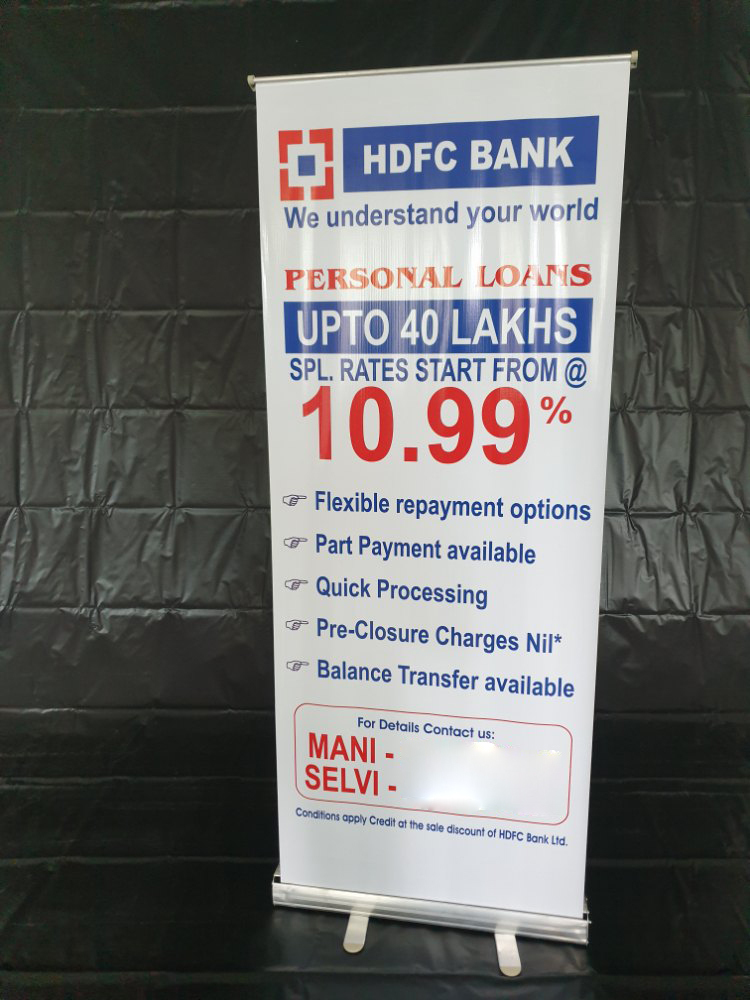 HDFC BANK
We understand your world
PERSONAL LOANS
UPTO 40 LAKHS
SPL. RATES START FROM @
10.99%
Flexible repayment options
Part Payment available
Quick Processing
Pre-Closure Charges Nil*
Balance Transfer available
For Details Contact us:
MANI -
SELVI -
Conditions apply Credit at the sale discount of HDFC Bank Ltd.